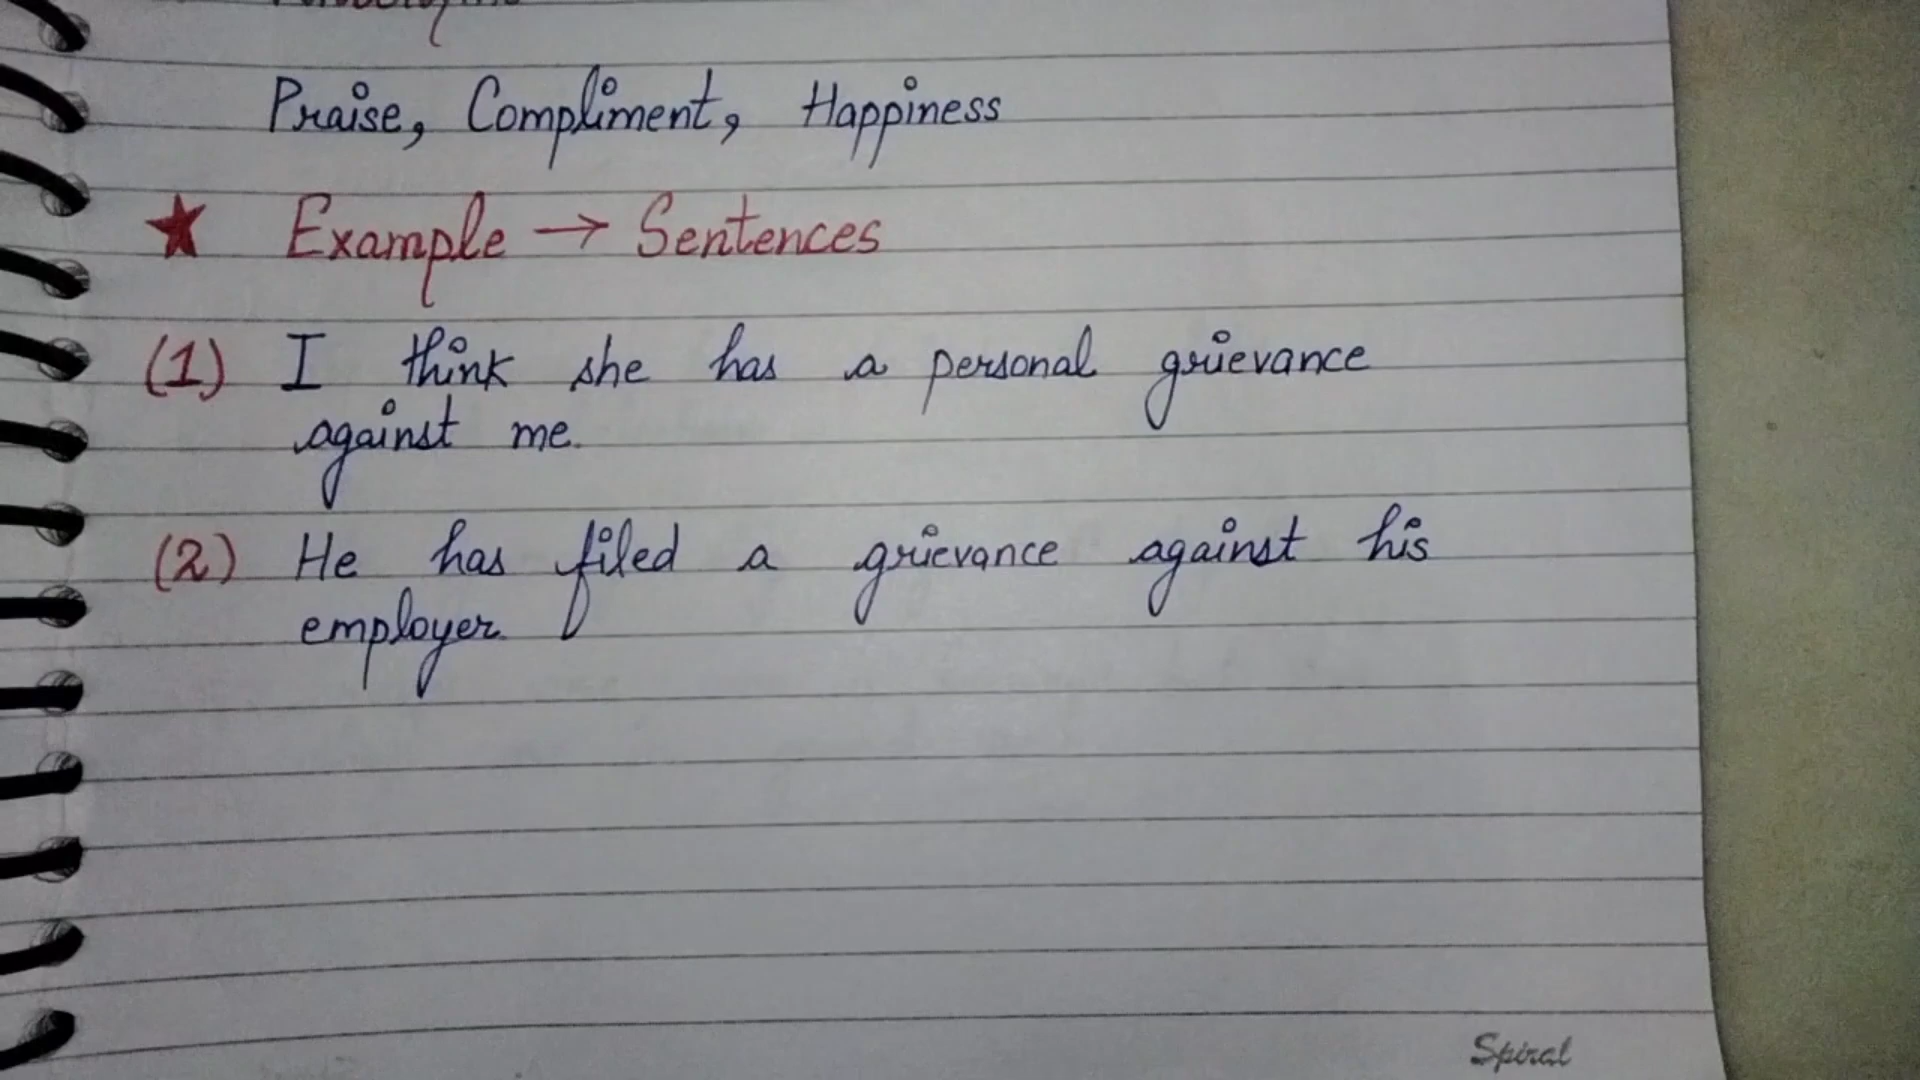 Praise, Compliment, Happiness
★ Example → Sentences
(1) I think she has a personal grievance
against me.
(2) He has filed a grievance against his
employer.
Spiral